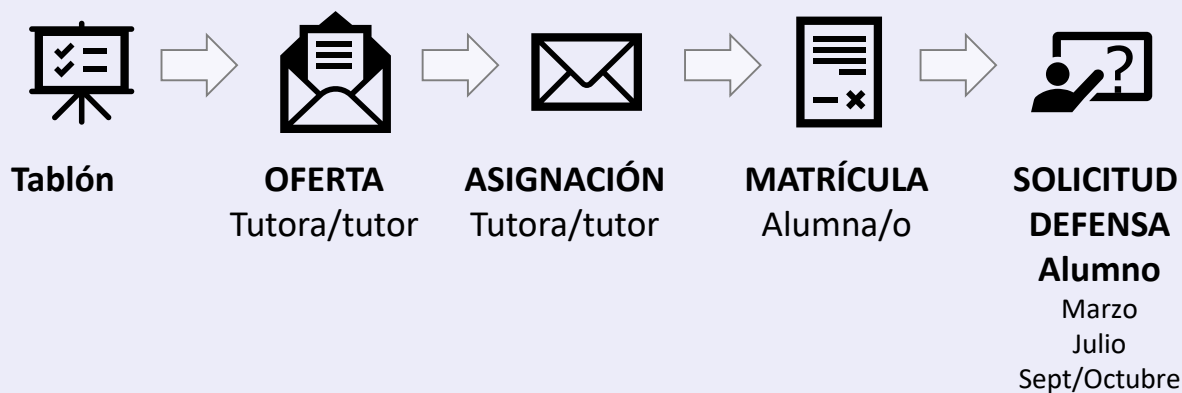 ?
Tablón
OFERTA
Tutora/tutor
ASIGNACIÓN
Tutora/tutor
MATRÍCULA
Alumna/o
SOLICITUD
DEFENSA
Alumno
Marzo
Julio
Sept/Octubre